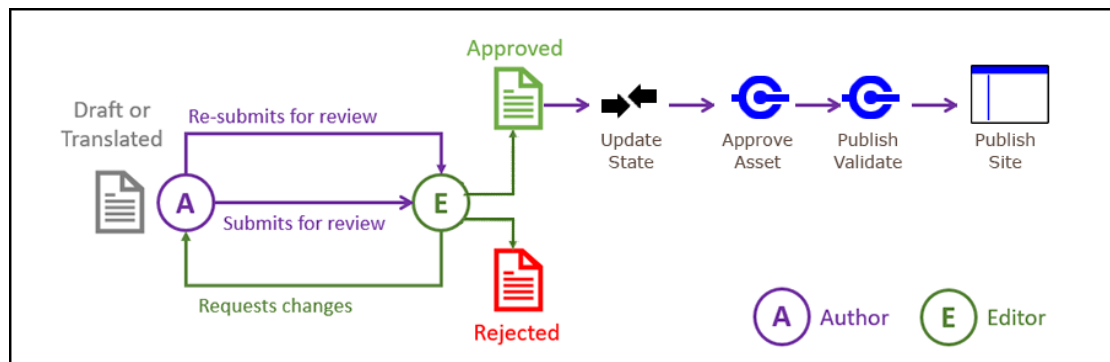 Approved
Draft or
Translated
Re-submits for review
A
E
Submits for review
Requests changes
Rejected
Update
State
Approve
Asset
Publish
Validate
Publish
Site
A Author
E Editor